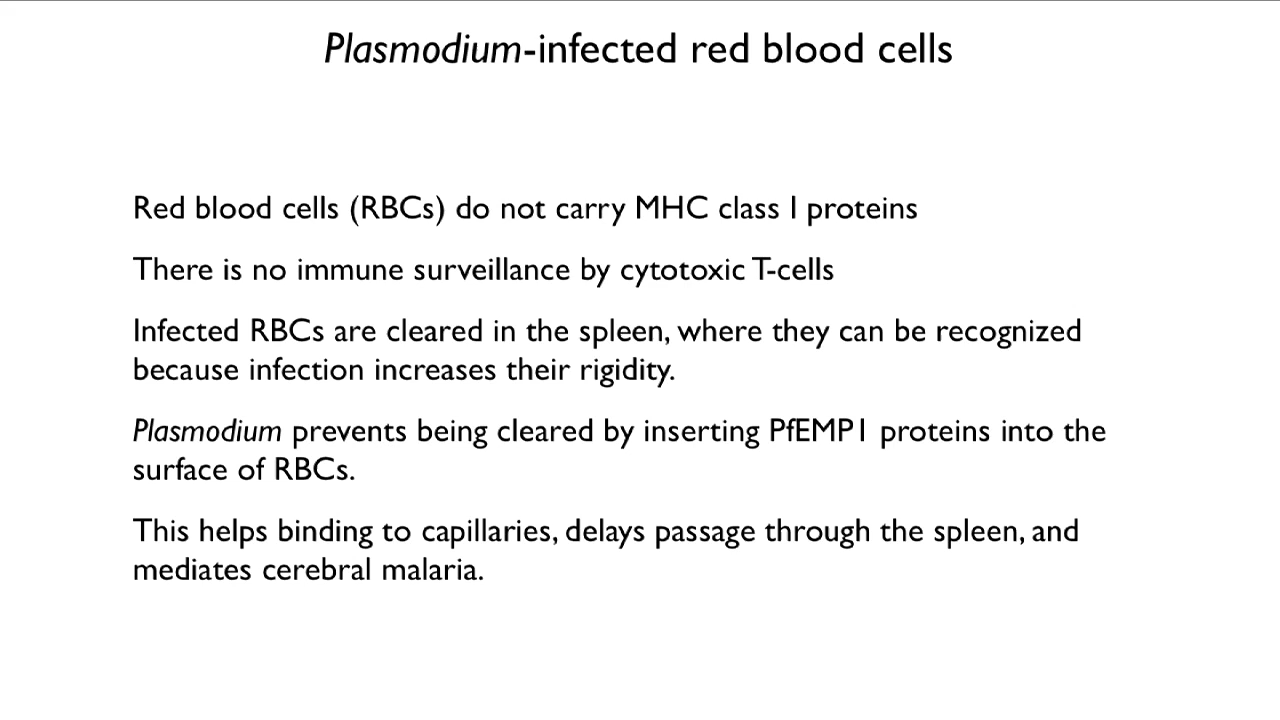 Plasmodium-infected red blood cells
Red blood cells (RBCs) do not carry MHC class I proteins
There is no immune surveillance by cytotoxic T-cells
Infected RBCs are cleared in the spleen, where they can be recognized
because infection increases their rigidity.
Plasmodium prevents being cleared by inserting PfEMP1 proteins into the
surface of RBCs.
This helps binding to capillaries, delays passage through the spleen, and
mediates cerebral malaria.